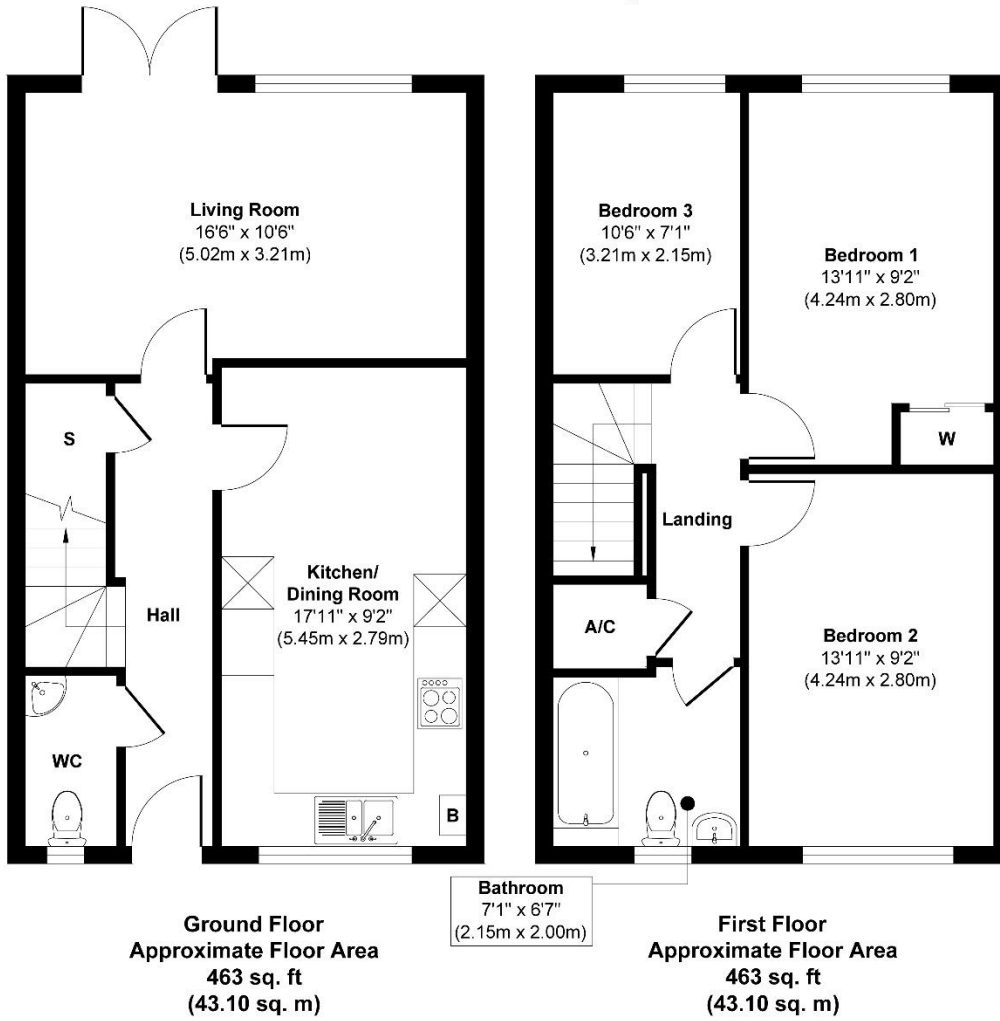 Living Room
16'6" x 10'6"
(5.02m x 3.21m)
S
Hall
WC
Kitchen/
Dining Room
17'11" x 9'2"
(5.45m x 2.79m)
B
Ground Floor
Approximate Floor Area
463 sq. ft
(43.10 sq. m)
Bedroom 3
10'6" x 7'1"
(3.21m x 2.15m)
Bedroom 1
13'11" x 9'2"
(4.24m x 2.80m)
W
Landing
A/C
Bedroom 2
13'11" x 9'2"
(4.24m x 2.80m)
Bathroom
7'1" x 6'7"
(2.15m x 2.00m)
First Floor
Approximate Floor Area
463 sq. ft
(43.10 sq. m)